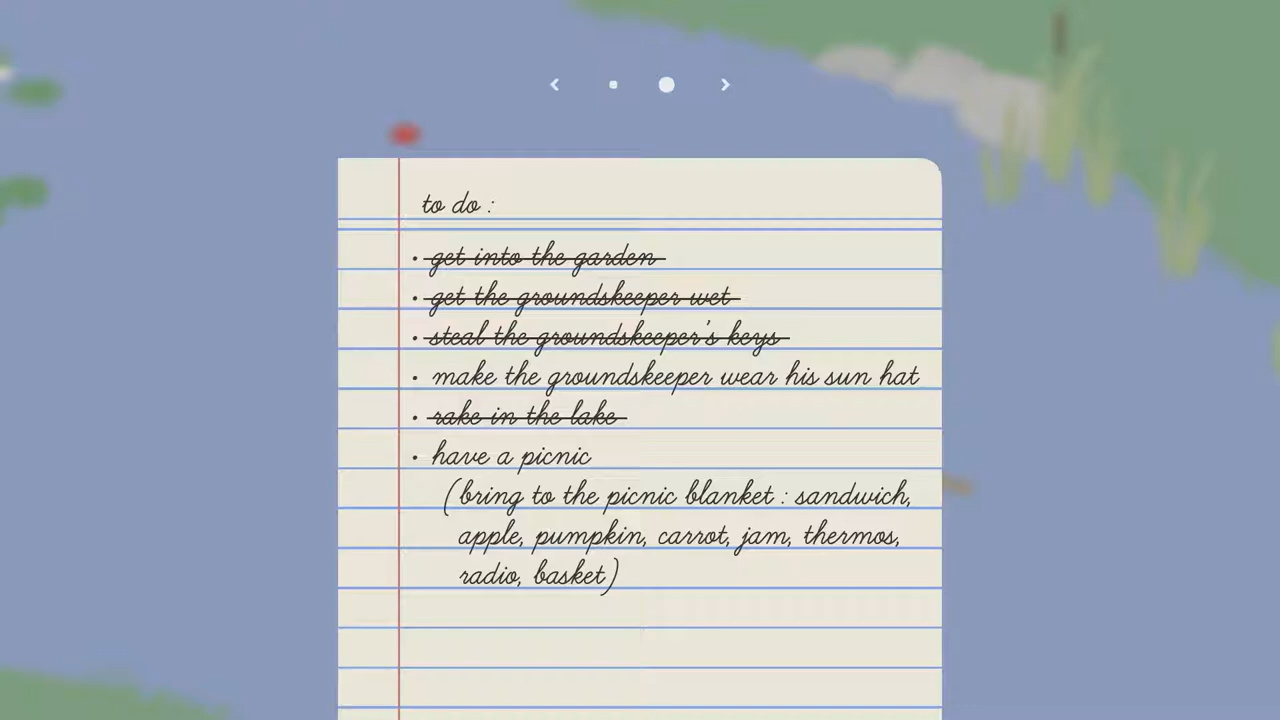 to do :
• get into the garden
• get the groundskeeper wet
• steal the groundskeeper's keys
• make the groundskeeper wear his sun hat
• rake in the lake
• have a picnic
(bring to the picnic blanket : sandwich,
apple, pumpkin, carrot, jam, thermos,
radio, basket)